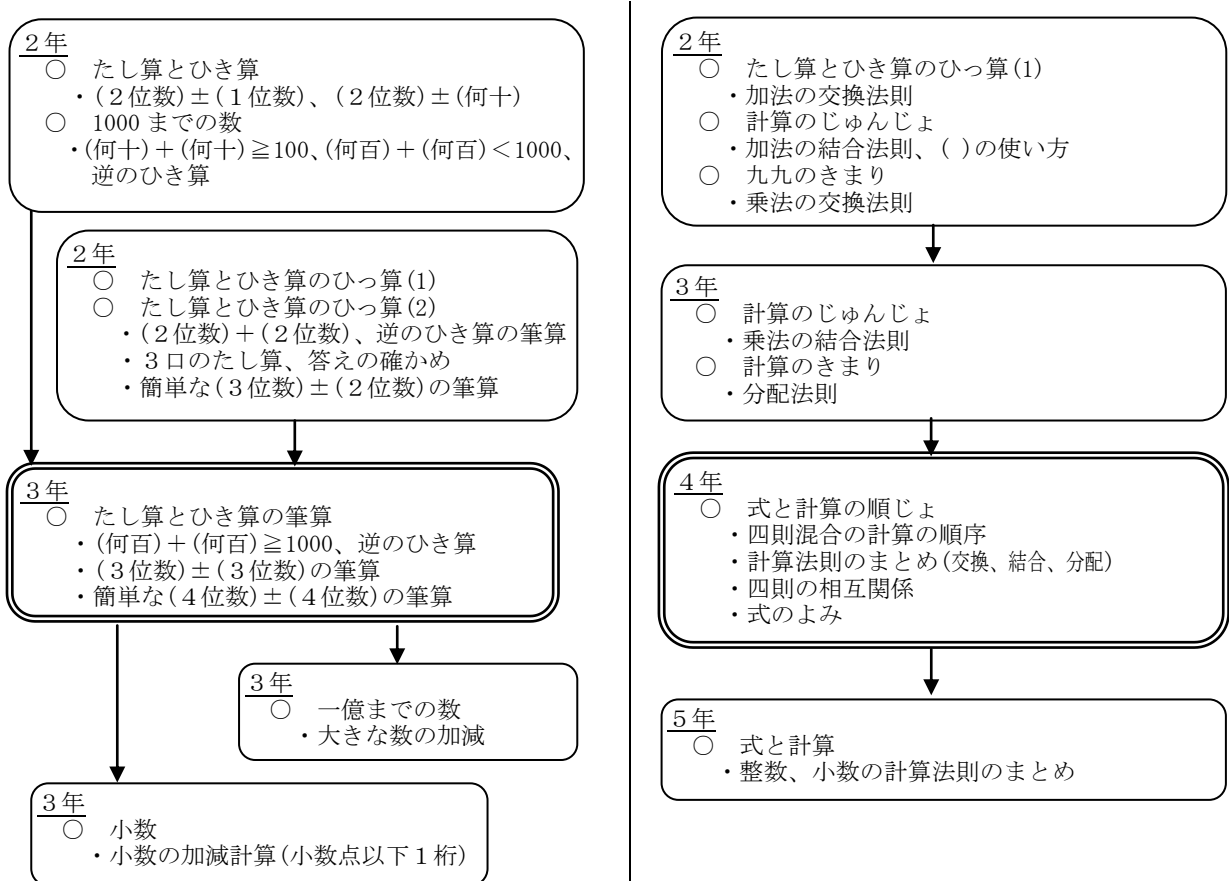 ２年
○　たし算とひき算
・(２位数)±(１位数)、(２位数)±(何十)
○　1000までの数
・(何十)＋(何十)≧100、(何百)＋(何百)＜1000、
逆のひき算
２年
○　たし算とひき算のひっ算(1)
○　たし算とひき算のひっ算(2)
・(２位数)＋(２位数)、逆のひき算の筆算
・３口のたし算、答えの確かめ
・簡単な(３位数)±(２位数)の筆算
３年
○　たし算とひき算の筆算
・(何百)＋(何百)≧1000、逆のひき算
・(３位数)±(３位数)の筆算
・簡単な(４位数)±(４位数)の筆算
３年
○　一億までの数
・大きな数の加減
３年
○　小数
・小数の加減計算(小数点以下１桁)
２年
○　たし算とひき算のひっ算(1)
・加法の交換法則
○　計算のじゅんじょ
・加法の結合法則、( )の使い方
○　九九のきまり
・乗法の交換法則
３年
○　計算のじゅんじょ
・乗法の結合法則
○　計算のきまり
・分配法則
４年
○　式と計算の順じょ
・四則混合の計算の順序
・計算法則のまとめ(交換、結合、分配)
・四則の相互関係
・式のよみ
５年
○　式と計算
・整数、小数の計算法則のまとめ